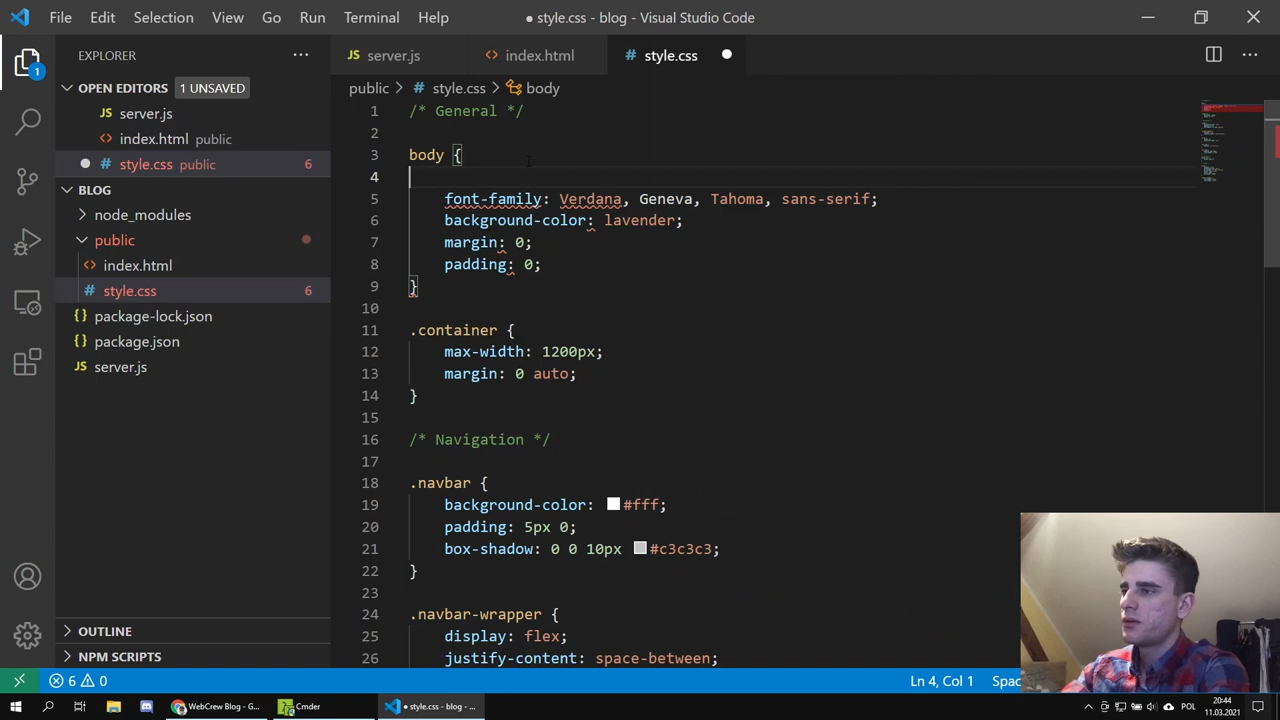 File Edit Selection View Go Run Terminal Help ● style.css - blog - Visual Studio Code
EXPLORER ···
JS server.js <> index.html # style.css ●
1
OPEN EDITORS 1 UNSAVED
JS server.js
<> index.html public
● # style.css public 6
BLOG
node_modules
public
<> index.html
# style.css 6
{} package-lock.json
{} package.json
JS server.js
OUTLINE
NPM SCRIPTS
public > # style.css > body
1 /* General */
2
3 body {
4
5 font-family: Verdana, Geneva, Tahoma, sans-serif;
6 background-color: lavender;
7 margin: 0;
8 padding: 0;
9 }
10
11 .container {
12 max-width: 1200px;
13 margin: 0 auto;
14 }
15
16 /* Navigation */
17
18 .navbar {
19 background-color: #fff;
20 padding: 5px 0;
21 box-shadow: 0 0 10px #c3c3c3;
22 }
23
24 .navbar-wrapper {
25 display: flex;
26 justify-content: space-between;
6 0 Ln 4, Col 1 Spac
WebCrew Blog - G... Cmder ● style.css - blog - ... POL 20:44
11.03.2021